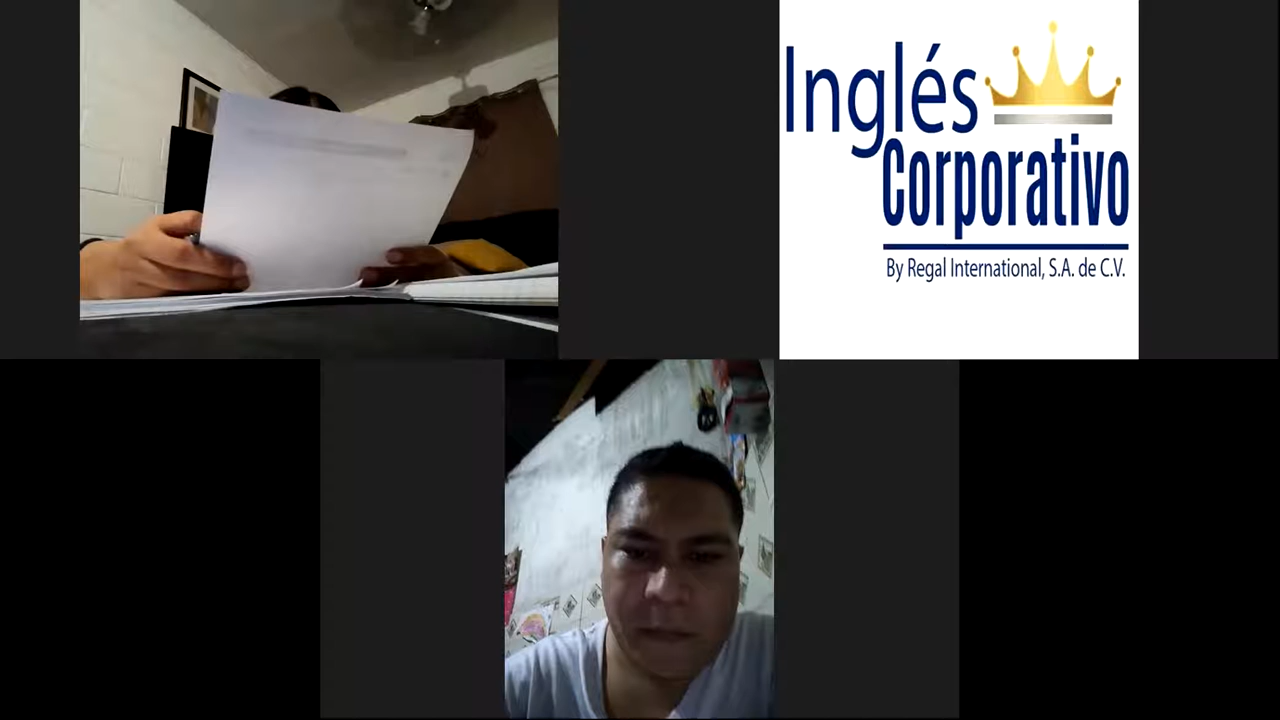 Inglés
Corporativo
By Regal International, S.A. de C.V.